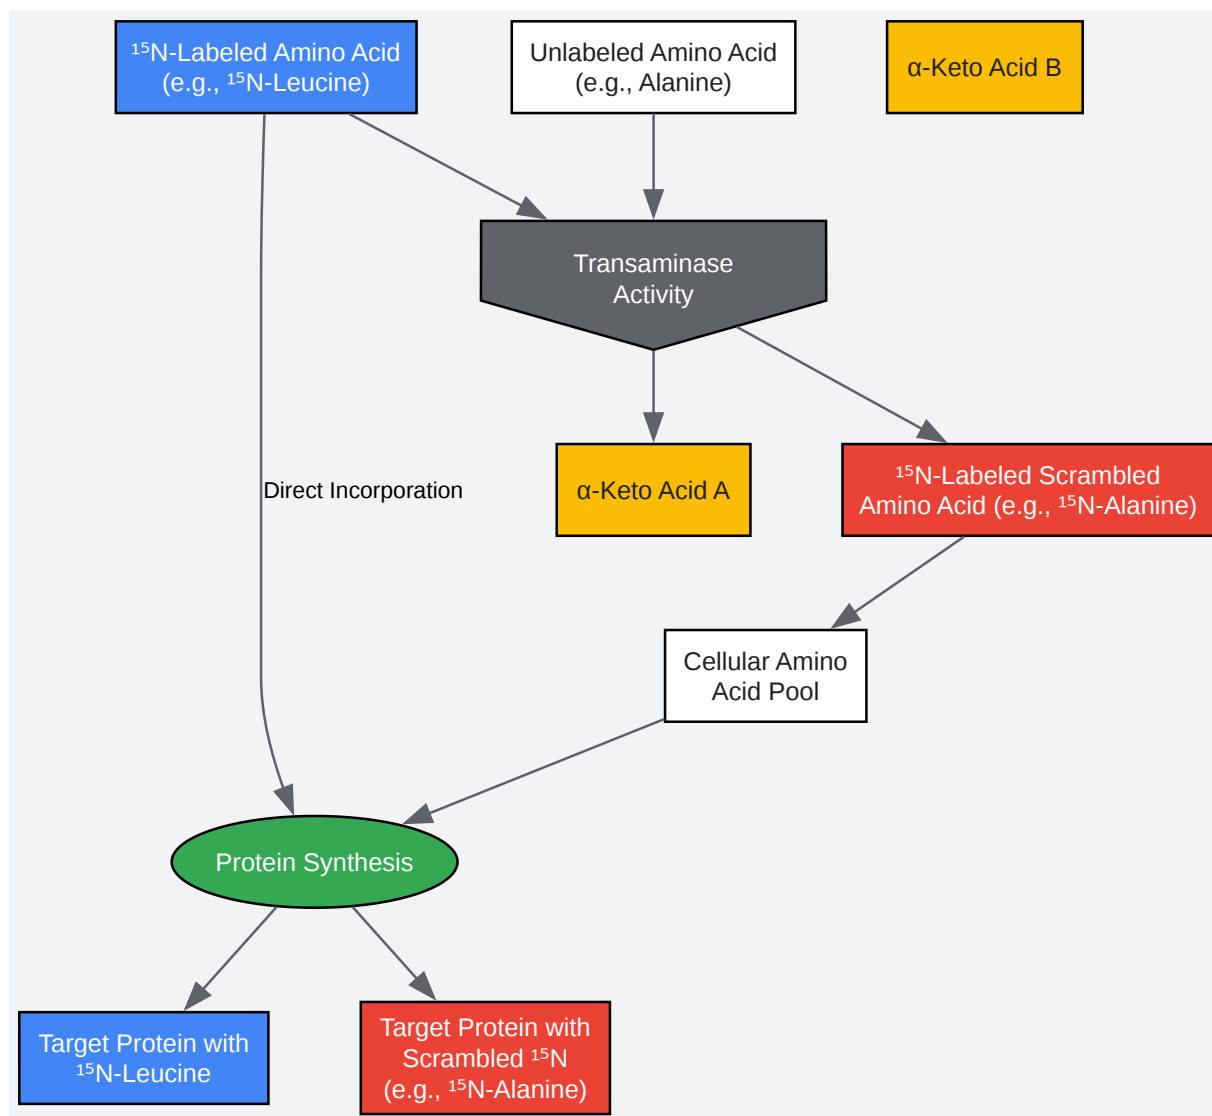 ¹⁵N-Labeled Amino Acid
(e.g., ¹⁵N-Leucine)
Unlabeled Amino Acid
(e.g., Alanine)
α-Keto Acid B
Transaminase
Activity
Direct Incorporation
α-Keto Acid A
¹⁵N-Labeled Scrambled
Amino Acid (e.g., ¹⁵N-Alanine)
Cellular Amino
Acid Pool
Protein Synthesis
Target Protein with
¹⁵N-Leucine
Target Protein with
Scrambled ¹⁵N
(e.g., ¹⁵N-Alanine)